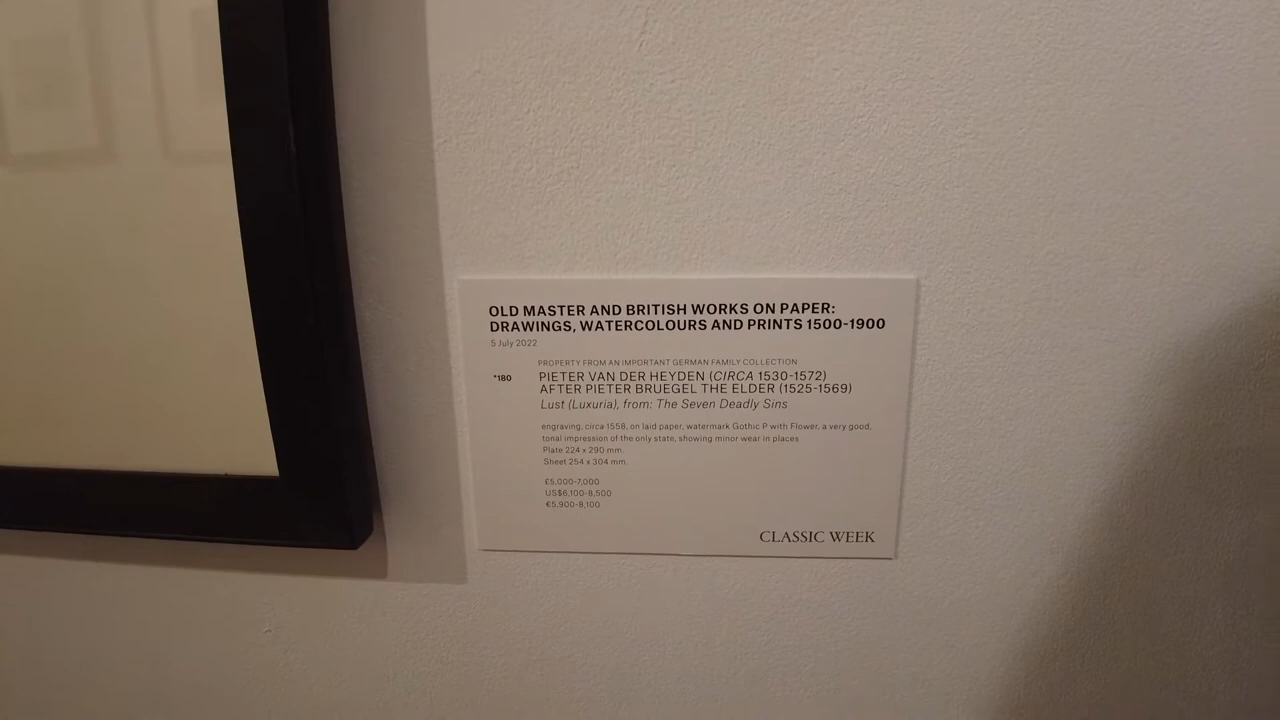 OLD MASTER AND BRITISH WORKS ON PAPER:
DRAWINGS, WATERCOLOURS AND PRINTS 1500-1900
5 July 2022
PROPERTY FROM AN IMPORTANT GERMAN FAMILY COLLECTION
*180 PIETER VAN DER HEYDEN (CIRCA 1530-1572)
AFTER PIETER BRUEGEL THE ELDER (1525-1569)
Lust (Luxuria), from: The Seven Deadly Sins
engraving, circa 1558, on laid paper, watermark Gothic P with Flower, a very good,
tonal impression of the only state, showing minor wear in places
Plate 224 x 290 mm.
Sheet 254 x 304 mm.
£5,000-7,000
US$6,100-8,500
€5,900-8,100
CLASSIC WEEK